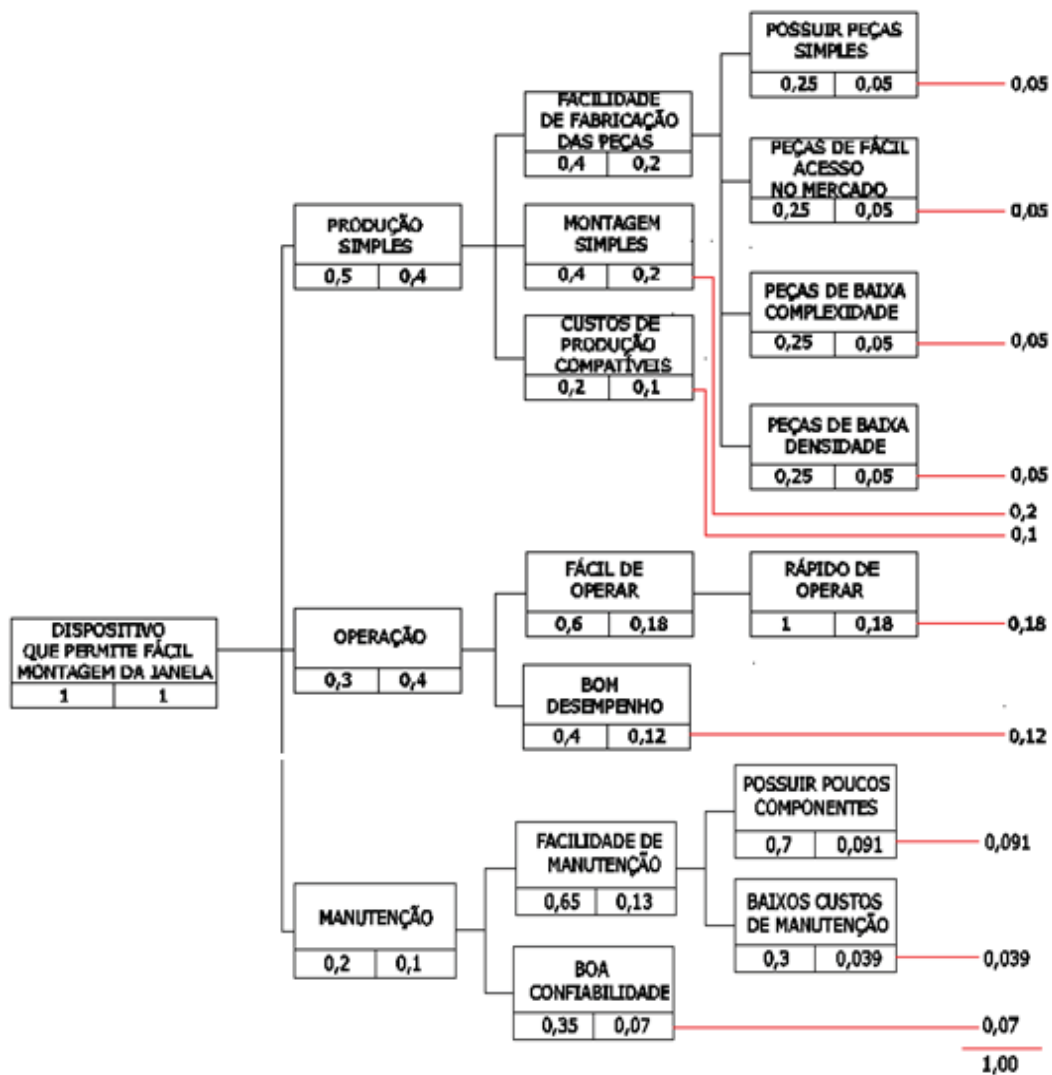 DISPOSITIVO
QUE PERMITE FÁCIL
MONTAGEM DA JANELA
1 1
PRODUÇÃO
SIMPLES
0,5 0,4
FACILIDADE
DE FABRICAÇÃO
DAS PEÇAS
0,4 0,2
POSSUIR PEÇAS
SIMPLES
0,25 0,05
0,05
PEÇAS DE FÁCIL
ACESSO
NO MERCADO
0,25 0,05
0,05
PEÇAS DE BAIXA
COMPLEXIDADE
0,25 0,05
0,05
PEÇAS DE BAIXA
DENSIDADE
0,25 0,05
0,05
MONTAGEM
SIMPLES
0,4 0,2
0,2
CUSTOS DE
PRODUÇÃO
COMPATÍVEIS
0,2 0,1
0,1
OPERAÇÃO
0,3 0,4
FÁCIL DE
OPERAR
0,6 0,18
RÁPIDO DE
OPERAR
1 0,18
0,18
BOM
DESEMPENHO
0,4 0,12
0,12
MANUTENÇÃO
0,2 0,1
FACILIDADE DE
MANUTENÇÃO
0,65 0,13
POSSUIR POUCOS
COMPONENTES
0,7 0,091
0,091
BAIXOS CUSTOS
DE MANUTENÇÃO
0,3 0,039
0,039
BOA
CONFIABILIDADE
0,35 0,07
0,07
1,00